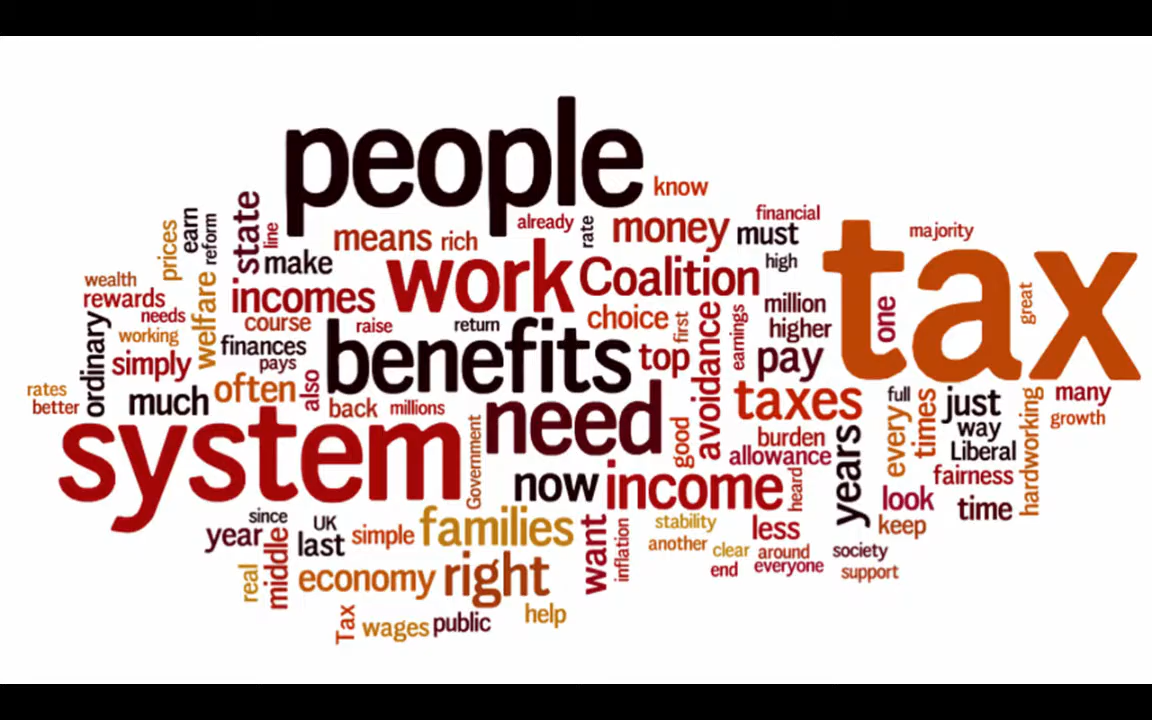 people
know
already
rate
money
financial
must
majority
tax
state
line
earn
reform
prices
means
rich
make
work
Coalition
high
wealth
rewards
needs
working
welfare
incomes
course
raise
return
choice
first
avoidance
earnings
million
higher
one
great
ordinary
simply
finances
pays
benefits
top
pay
rates
better
much
often
also
back
millions
need
good
taxes
full
just
many
growth
system
Government
now
income
burden
allowance
heard
years
every
times
way
Liberal
fairness
hardworking
look
time
keep
since
year
UK
last
simple
families
want
inflation
stability
another
less
clear
around
end
everyone
society
support
real
middle
economy
right
help
Tax
wages
public